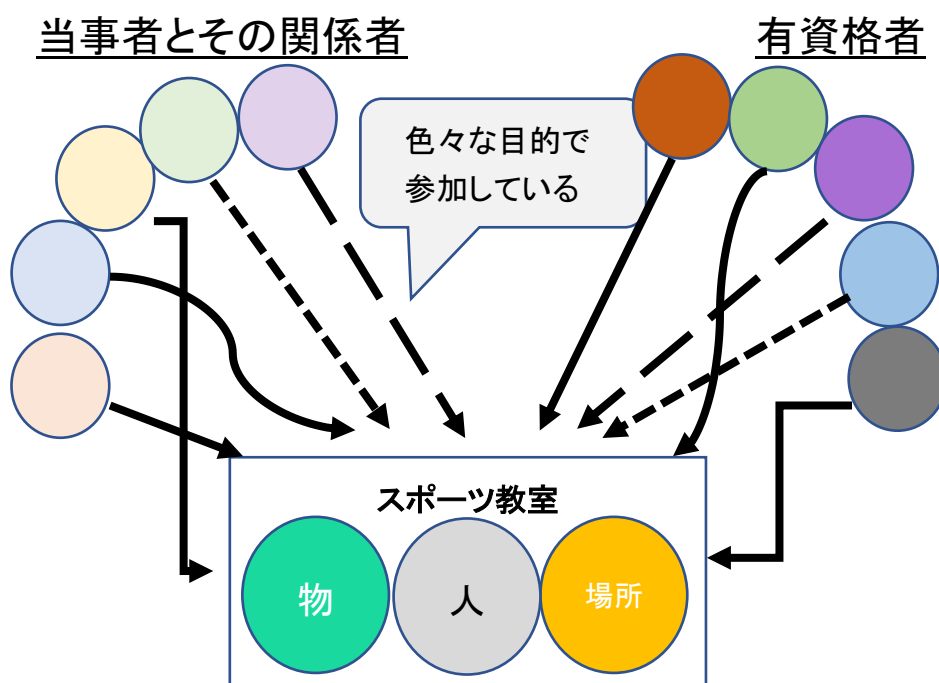 当事者とその関係者
有資格者
色々な目的で
参加している
スポーツ教室
物
人
場所